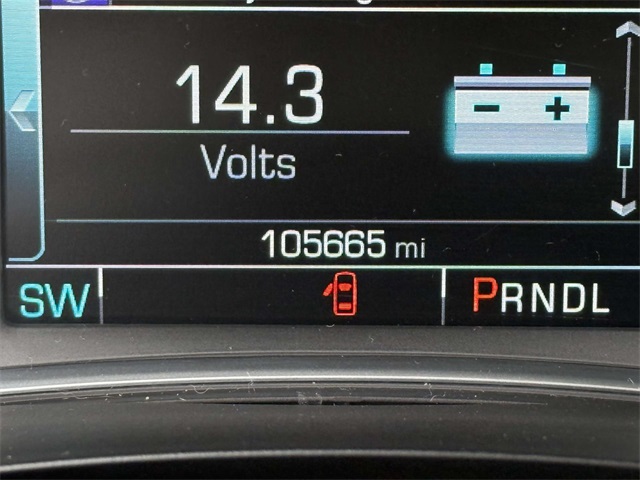 14.3
Volts
105665 mi
SW
PRNDL